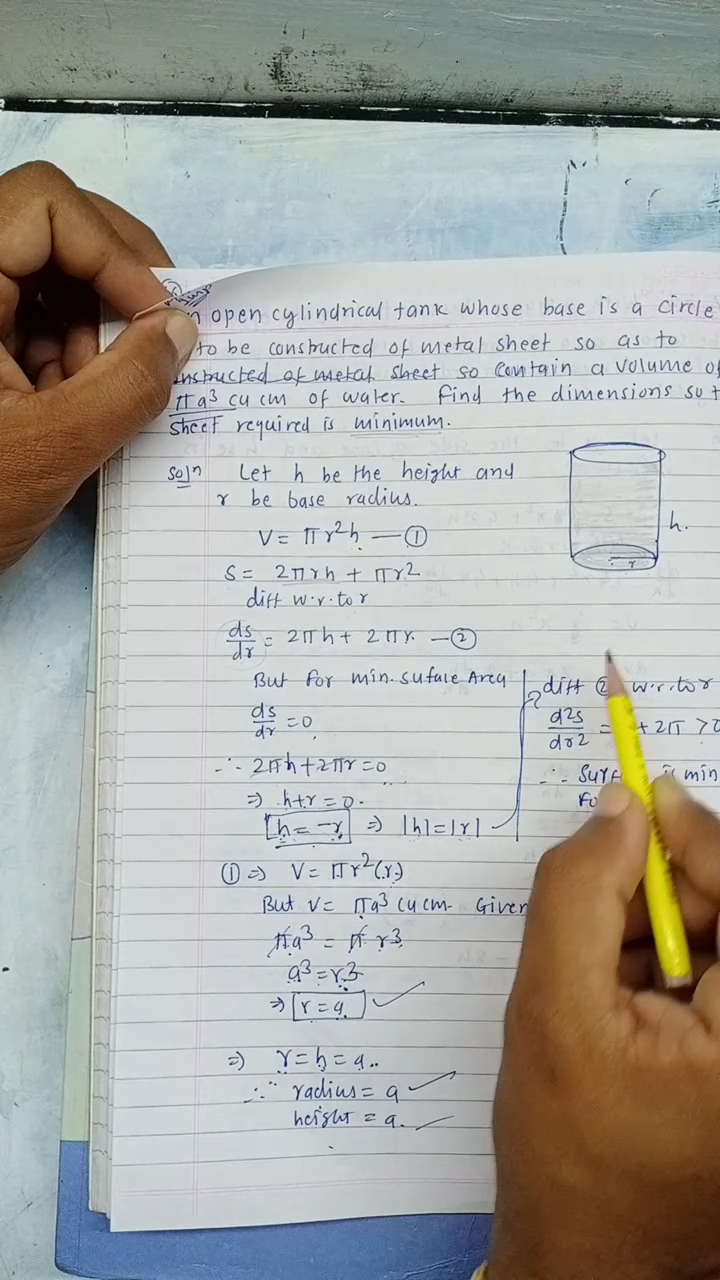 open cylindrical tank whose base is a circle
to be constructed of metal sheet so as to
constructed of metal sheet so contain a volume of
πa³ cu cm of water. Find the dimensions so
sheet required is minimum.
Soln Let h be the height and
r be base radius.
V = πr²h — ①
h.
r
S = 2πrh + πr²
diff w.r.to r
ds/dr = 2πh + 2πr — ②
But for min. suface Area
ds/dr = 0
∴ 2πh + 2πr = 0
⇒ h+r = 0.
h = -r ⇒ |h| = |r|
diff ② w.r.to r
d2s/dr2 = + 2π >0
∴ is min
① ⇒ V = πr²(r)
But V = πa³ cu cm. Given
πa³ = π r³
a³ = r³
⇒ r = a
⇒ r = h = a..
∴ radius = a
height = a.